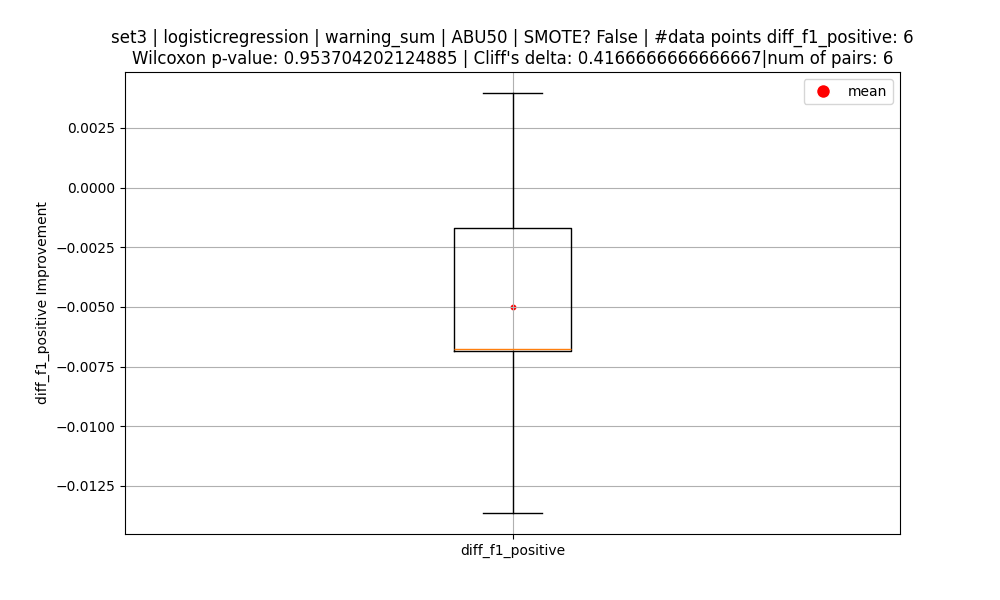 set3 | logisticregression | warning_sum | ABU50 | SMOTE? False | #data points diff_f1_positive: 6
Wilcoxon p-value: 0.953704202124885 | Cliff's delta: 0.4166666666666667|num of pairs: 6
mean
0.0025
0.0000
−0.0025
−0.0050
−0.0075
−0.0100
−0.0125
diff_f1_positive Improvement
diff_f1_positive